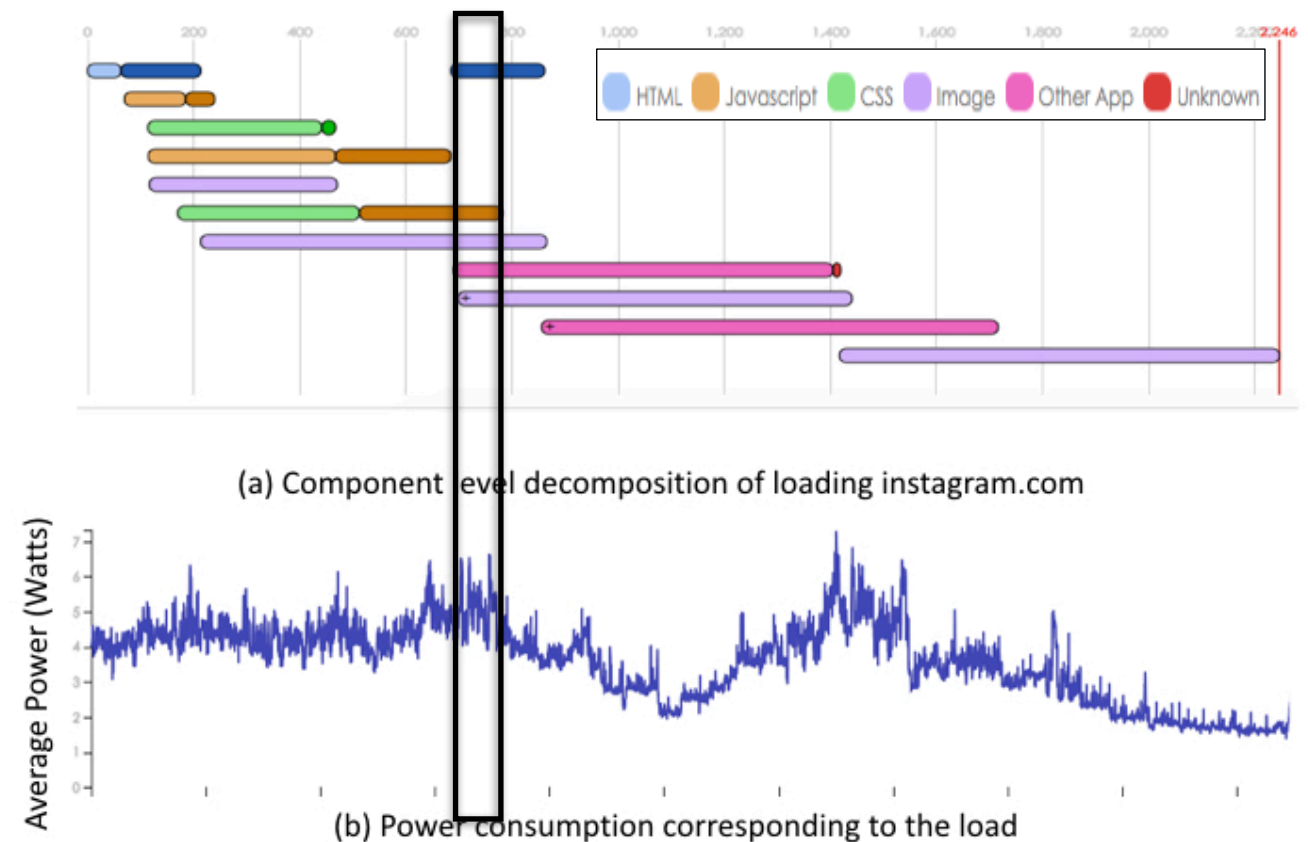 0 200 400 600 800 1,000 1,200 1,400 1,600 1,800 2,000 2,246
HTML Javascript CSS Image Other App Unknown
+
+
(a) Component level decomposition of loading instagram.com
Average Power (Watts)
7
6
5
4
3
2
1
0
(b) Power consumption corresponding to the load